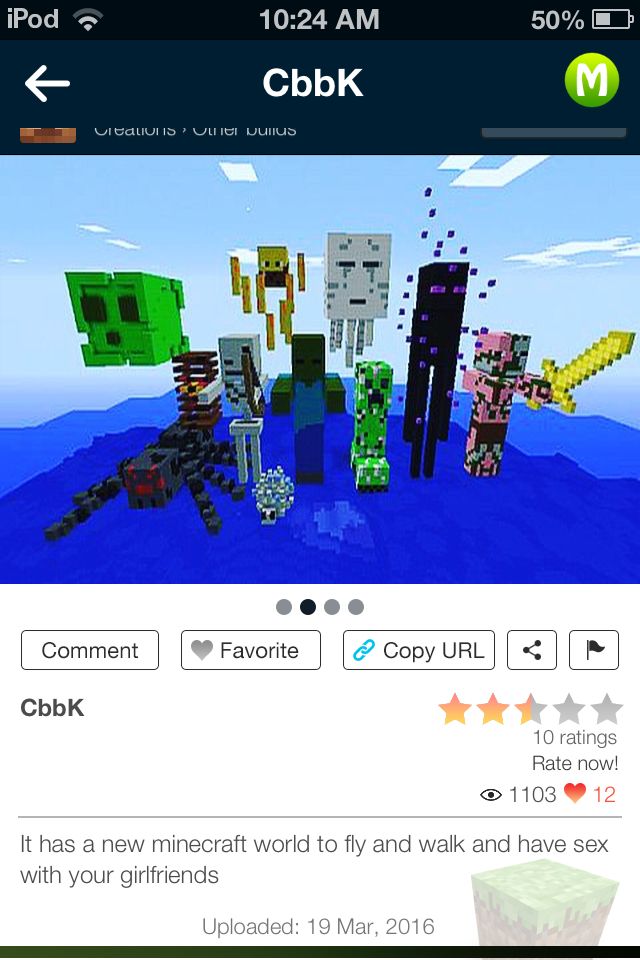 iPod 10:24 AM 50%
CbbK
M
Creations › Other builds
Comment Favorite Copy URL
CbbK
10 ratings
Rate now!
1103 12
It has a new minecraft world to fly and walk and have sex
with your girlfriends
Uploaded: 19 Mar, 2016